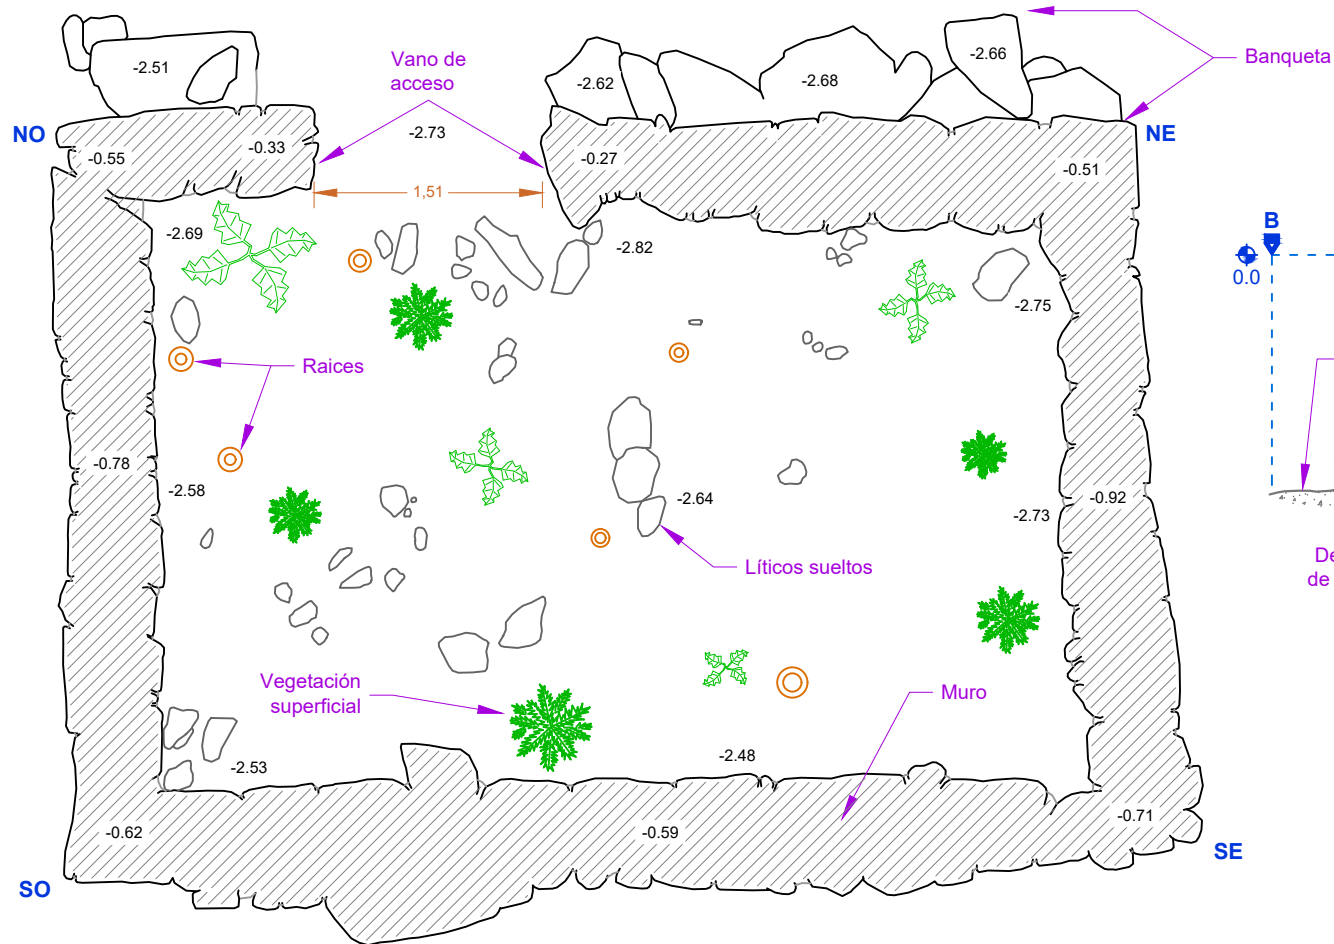 -2.51
Vano de
acceso
-2.62
-2.68
-2.66
Banqueta
NO
-0.55
-0.33
-2.73
-0.27
NE
-0.51
1,51
-2.69
-2.82
B
0.0
-2.75
Raices
-0.78
-2.58
-2.64
-2.73
-0.92
Líticos sueltos
De
de
Vegetación
superficial
Muro
-2.53
-2.48
-0.62
-0.59
-0.71
SE
SO